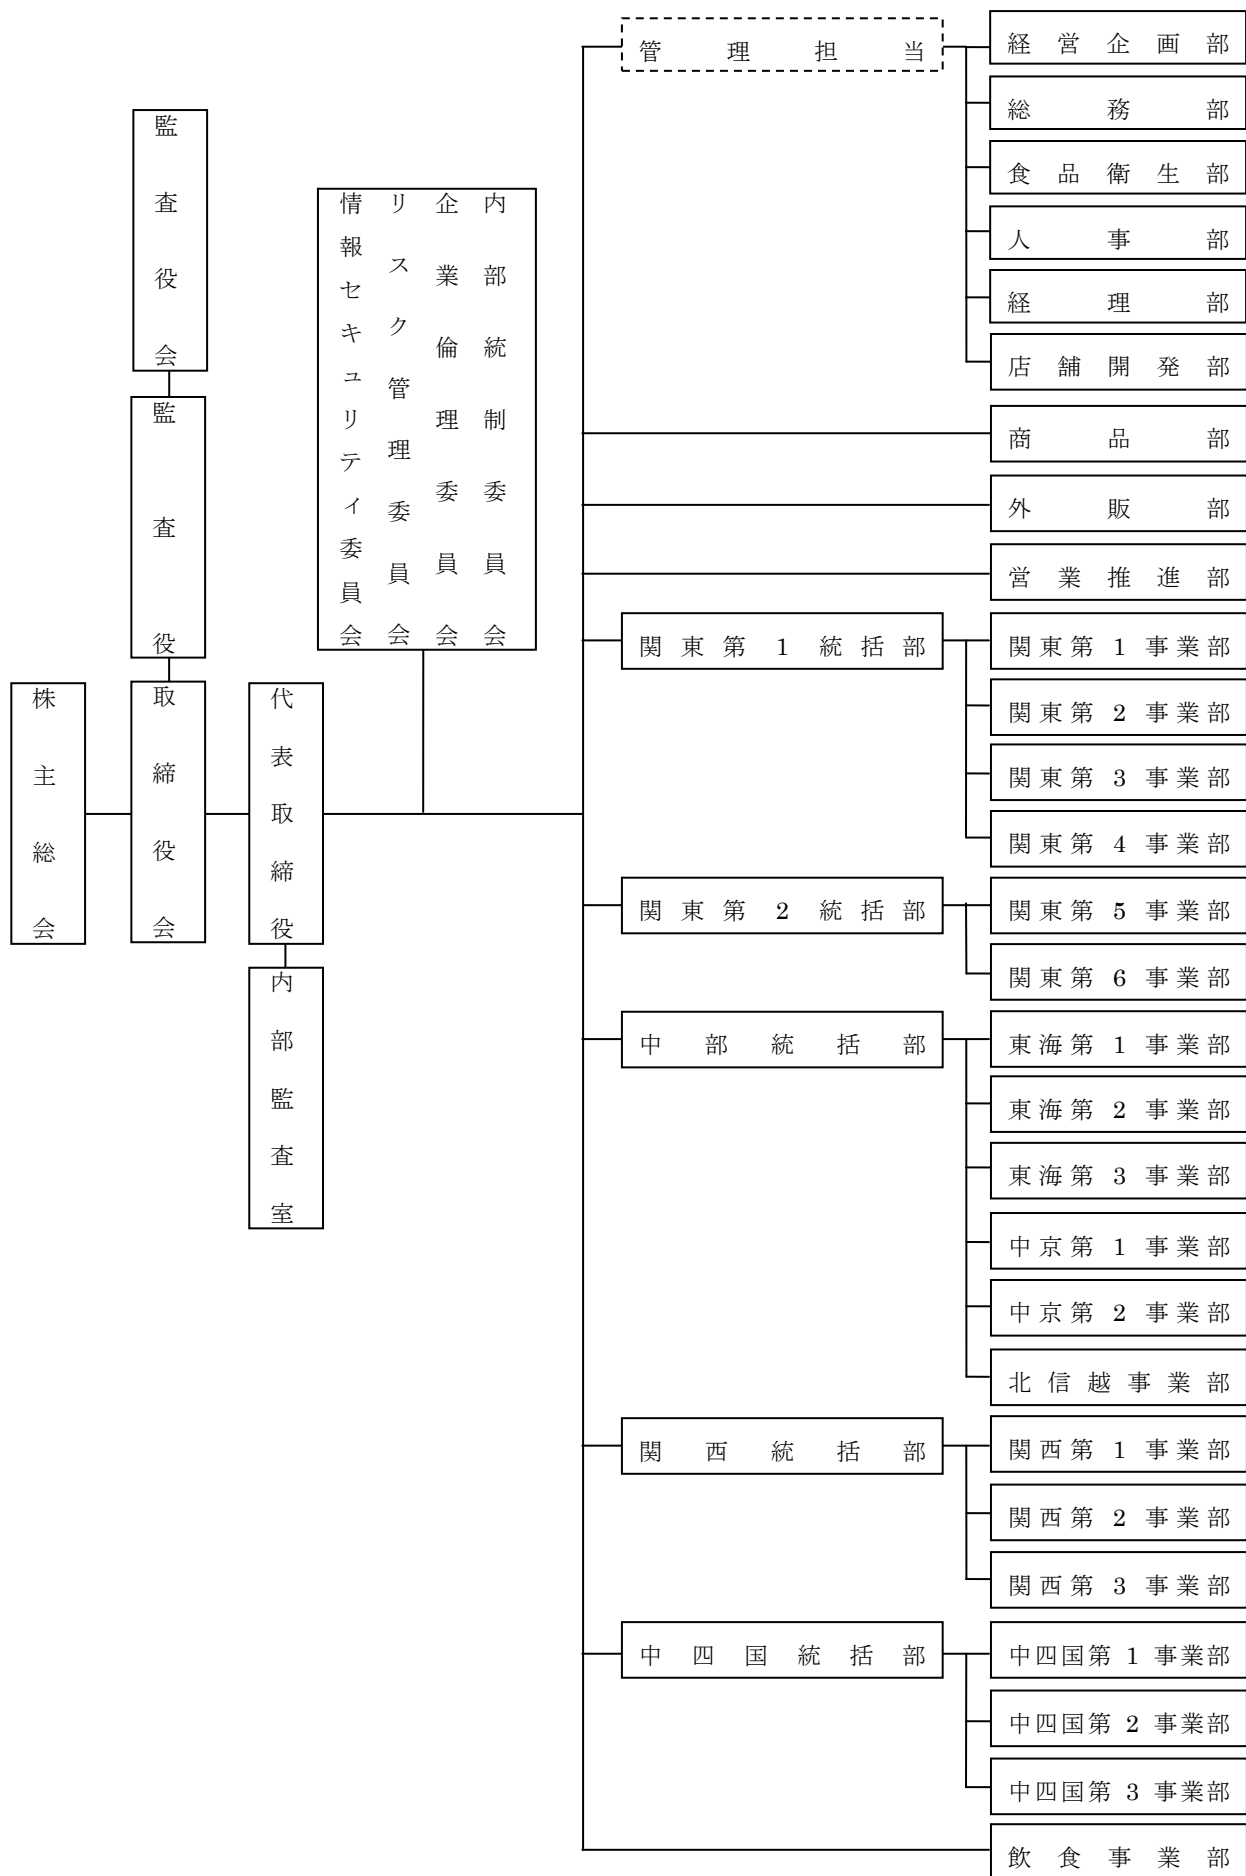 監査役会
監査役
株主総会
取締役会
代表取締役
内部監査室
内部統制委員会
企業倫理委員会
リスク管理委員会
情報セキュリティ委員会
管理担当
経営企画部
総務部
食品衛生部
人事部
経理部
店舗開発部
商品部
外販部
営業推進部
関東第1統括部
関東第1事業部
関東第2事業部
関東第3事業部
関東第4事業部
関東第2統括部
関東第5事業部
関東第6事業部
中部統括部
東海第1事業部
東海第2事業部
東海第3事業部
中京第1事業部
中京第2事業部
北信越事業部
関西統括部
関西第1事業部
関西第2事業部
関西第3事業部
中四国統括部
中四国第1事業部
中四国第2事業部
中四国第3事業部
飲食事業部